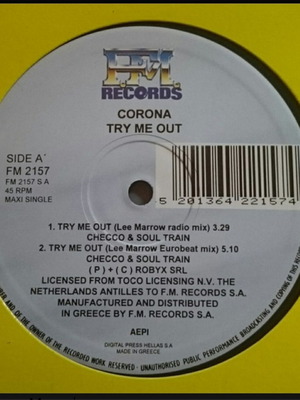 FM
RECORDS
CORONA
TRY ME OUT
SIDE A'
FM 2157
FM 2157 S A
45 RPM
MAXI SINGLE
5 201364 221574
1. TRY ME OUT (Lee Marrow radio mix) 3.29
CHECCO & SOUL TRAIN
2. TRY ME OUT (Lee Marrow Eurobeat mix) 5.10
CHECCO & SOUL TRAIN
( P ) + ( C ) ROBYX SRL
LICENSED FROM TOCO LICENSING N.V. THE
NETHERLANDS ANTILLES TO F.M. RECORDS S.A.
MANUFACTURED AND DISTRIBUTED
IN GREECE BY F.M. RECORDS S.A.
AEPI
DIGITAL PRESS HELLAS S A
MADE IN GREECE
AND OF THE OWNER OF THE RECORDED WORK RESERVED - UNAUTHORISED PUBLIC PERFORMANCE BROADCASTING AND COPYING OF